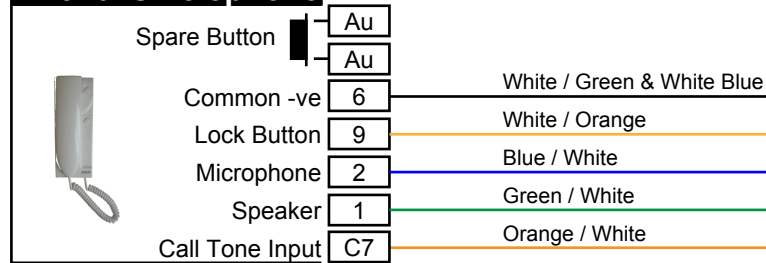 Spare Button Au
Au
Common -ve 6 White / Green & White Blue
Lock Button 9 White / Orange
Microphone 2 Blue / White
Speaker 1 Green / White
Call Tone Input C7 Orange / White